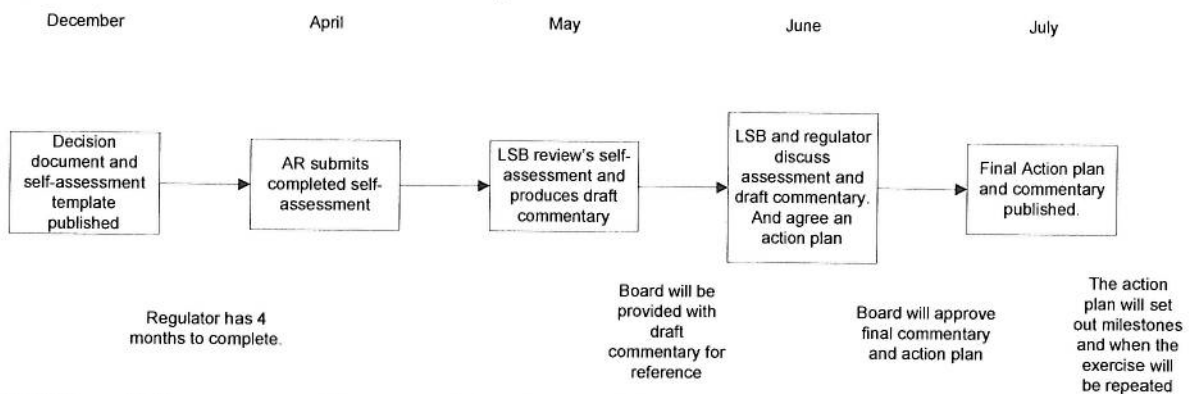 December
April
May
June
July
Decision
document and
self-assessment
template
published
AR submits
completed self-
assessment
LSB review's self-
assessment and
produces draft
commentary
LSB and regulator
discuss
assessment and
draft commentary.
And agree an
action plan
Final Action plan
and commentary
published.
Regulator has 4
months to complete.
Board will be
provided with
draft
commentary for
reference
Board will approve
final commentary
and action plan
The action
plan will set
out milestones
and when the
exercise will
be repeated